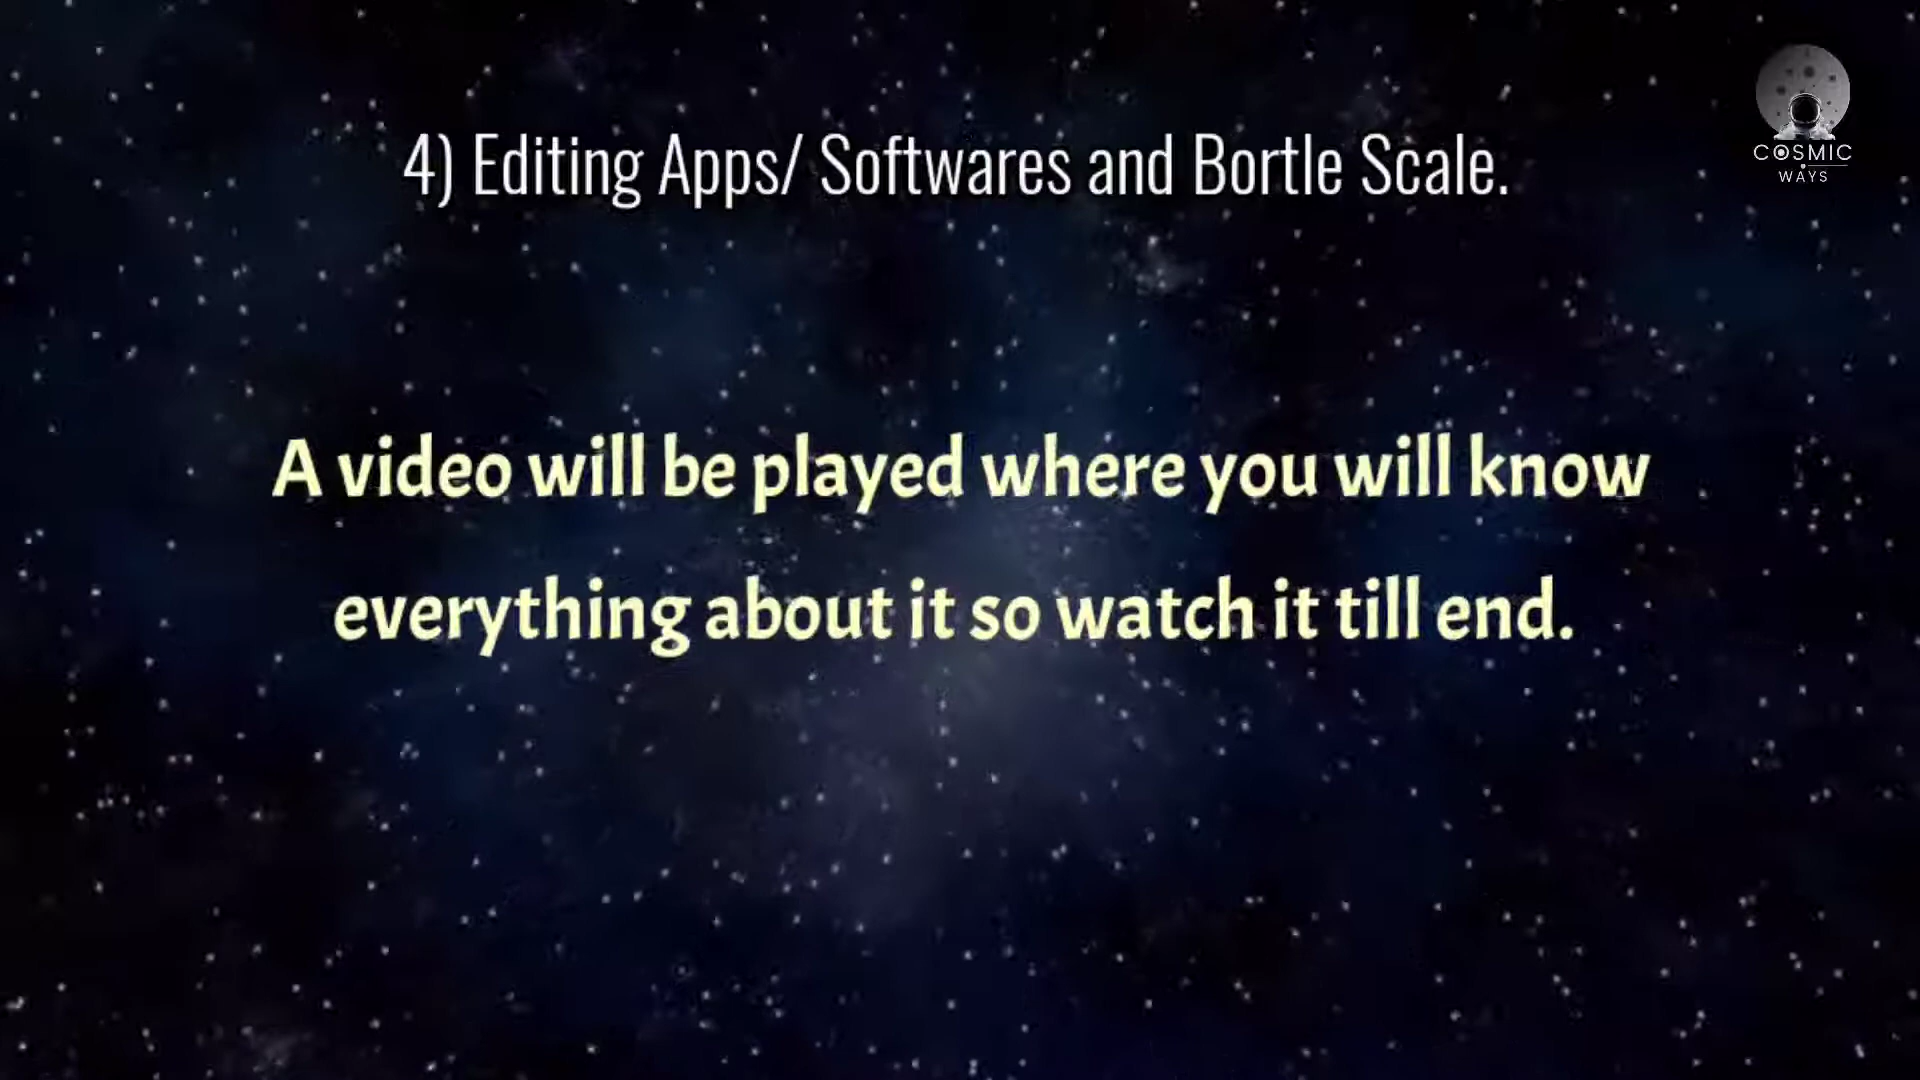 4) Editing Apps/ Softwares and Bortle Scale.
COSMIC
WAYS
A video will be played where you will know
everything about it so watch it till end.